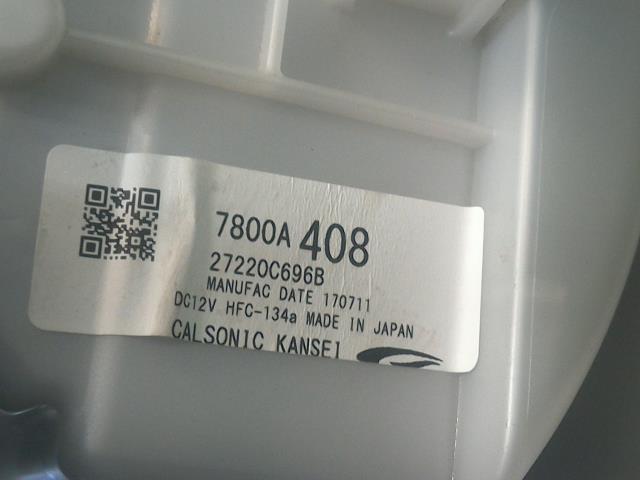 7800A 408
27220C696B
MANUFAC DATE 170711
DC12V HFC-134a MADE IN JAPAN
CALSONIC KANSEI